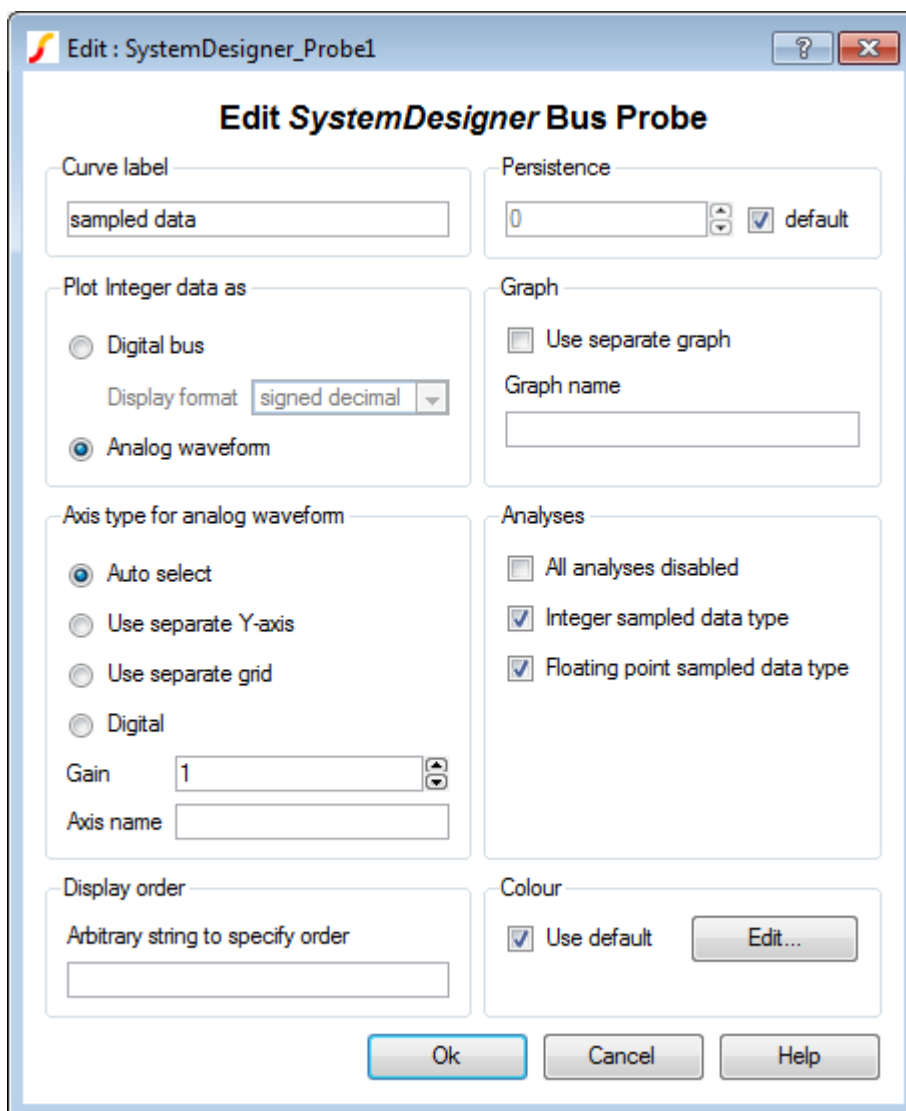 Edit : SystemDesigner_Probe1
Edit SystemDesigner Bus Probe
Curve label
sampled data
Persistence
0
default
Plot Integer data as
Digital bus
Display format signed decimal
Analog waveform
Graph
Use separate graph
Graph name
Axis type for analog waveform
Auto select
Use separate Y-axis
Use separate grid
Digital
Gain 1
Axis name
Analyses
All analyses disabled
Integer sampled data type
Floating point sampled data type
Display order
Arbitrary string to specify order
Colour
Use default
Edit...
Ok
Cancel
Help